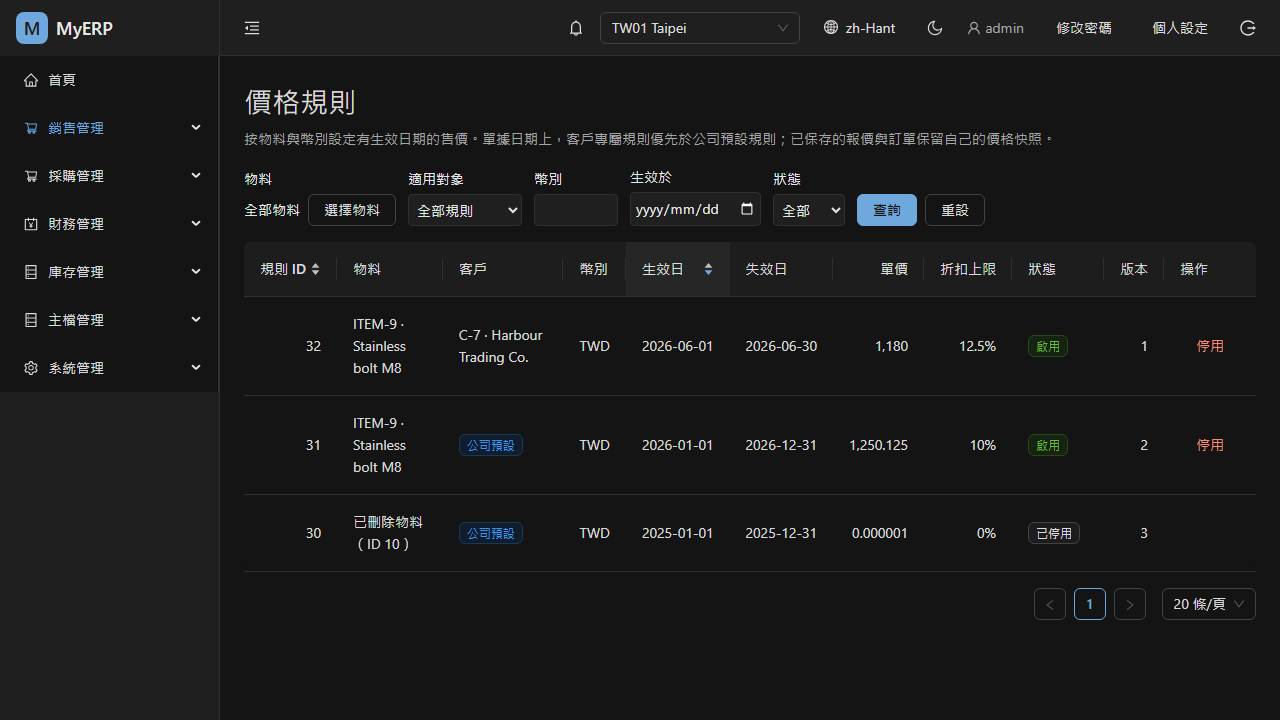 M MyERP
TW01 Taipei
zh-Hant
admin
修改密碼
個人設定
首頁
銷售管理
採購管理
財務管理
庫存管理
主檔管理
系統管理
價格規則
按物料與幣別設定有生效日期的售價。單據日期上，客戶專屬規則優先於公司預設規則；已保存的報價與訂單保留自己的價格快照。
物料 適用對象 幣別 生效於 狀態
全部物料 選擇物料 全部規則 yyyy/mm/dd 全部 查詢 重設
規則 ID 物料 客戶 幣別 生效日 失效日 單價 折扣上限 狀態 版本 操作
32 ITEM-9 · Stainless bolt M8 C-7 · Harbour Trading Co. TWD 2026-06-01 2026-06-30 1,180 12.5% 啟用 1 停用
31 ITEM-9 · Stainless bolt M8 公司預設 TWD 2026-01-01 2026-12-31 1,250.125 10% 啟用 2 停用
30 已刪除物料（ID 10） 公司預設 TWD 2025-01-01 2025-12-31 0.000001 0% 已停用 3
1 20 條/頁